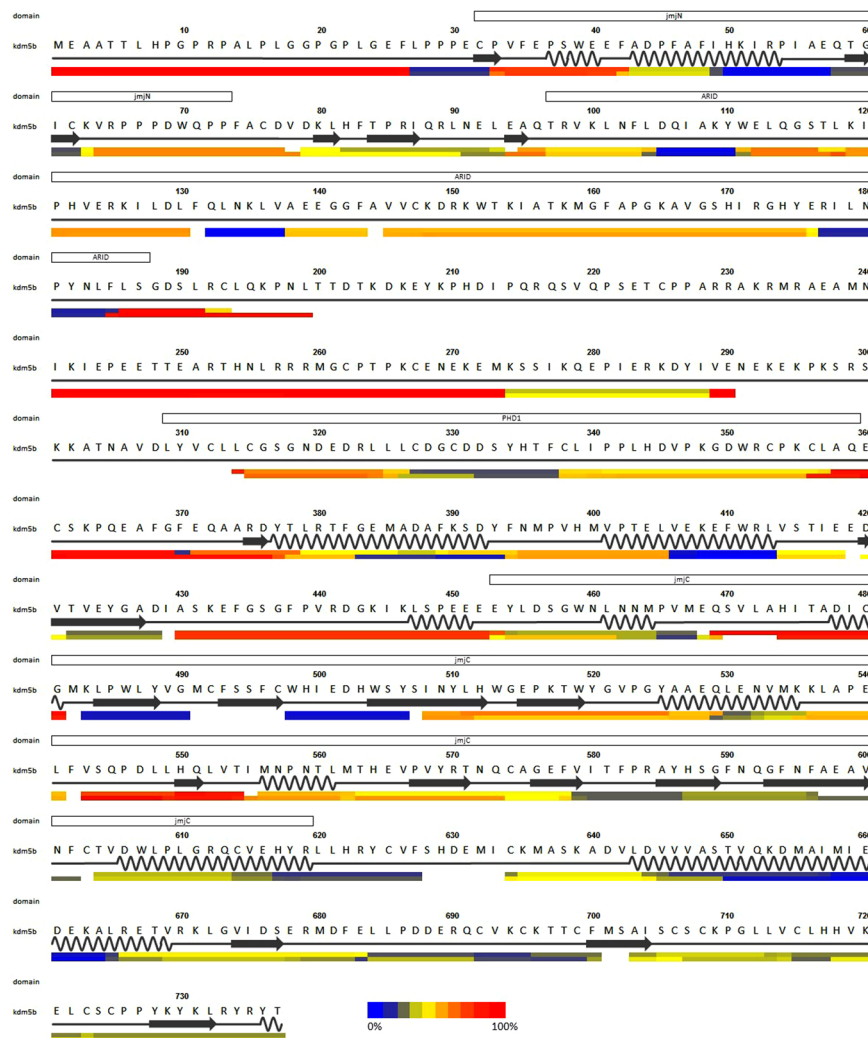 domain jmjN
10 20 30 40 50 60
kdm5b M E A A T T L H P G P R P A L P L G G P G P L G E F L P P P E C P V F E P S W E E F A D P F A F I H K I R P I A E Q T G
domain jmjN ARID
70 80 90 100 110 120
kdm5b I C K V R P P P D W Q P P F A C D V D K L H F T P R I Q R L N E L E A Q T R V K L N F L D Q I A K Y W E L Q G S T L K I
domain ARID
130 140 150 160 170 180
kdm5b P H V E R K I L D L F Q L N K L V A E E G G F A V V C K D R K W T K I A T K M G F A P G K A V G S H I R G H Y E R I L N
domain ARID
190 200 210 220 230 240
kdm5b P Y N L F L S G D S L R C L Q K P N L T T D T K D K E Y K P H D I P Q R Q S V Q P S E T C P P A R R A K R M R A E A M N
domain
250 260 270 280 290 300
kdm5b I K I E P E E T T E A R T H N L R R R M G C P T P K C E N E K E M K S S I K Q E P I E R K D Y I V E N E K E K P K S R S
domain PHD1
310 320 330 340 350 360
kdm5b K K A T N A V D L Y V C L L C G S G N D E D R L L L C D G C D D S Y H T F C L I P P L H D V P K G D W R C P K C L A Q E
domain
370 380 390 400 410 420
kdm5b C S K P Q E A F G F E Q A A R D Y T L R T F G E M A D A F K S D Y F N M P V H M V P T E L V E K E F W R L V S T I E E D
domain jmjC
430 440 450 460 470 480
kdm5b V T V E Y G A D I A S K E F G S G F P V R D G K I K L S P E E E E Y L D S G W N L N N M P V M E Q S V L A H I T A D I C
domain jmjC
490 500 510 520 530 540
kdm5b G M K L P W L Y V G M C F S S F C W H I E D H W S Y S I N Y L H W G E P K T W Y G V P G Y A A E Q L E N V M K K L A P E
domain jmjC
550 560 570 580 590 600
kdm5b L F V S Q P D L L H Q L V T I M N P N T L M T H E V P V Y R T N Q C A G E F V I T F P R A Y H S G F N Q G F N F A E A V
domain jmjC
610 620 630 640 650 660
kdm5b N F C T V D W L P L G R Q C V E H Y R L L H R Y C V F S H D E M I C K M A S K A D V L D V V V A S T V Q K D M A I M I E
domain
670 680 690 700 710 720
kdm5b D E K A L R E T V R K L G V I D S E R M D F E L L P D D E R Q C V K C K T T C F M S A I S C S C K P G L L V C L H H V K
domain
730
kdm5b E L C S C P P Y K Y K L R Y R Y T
0% 100%